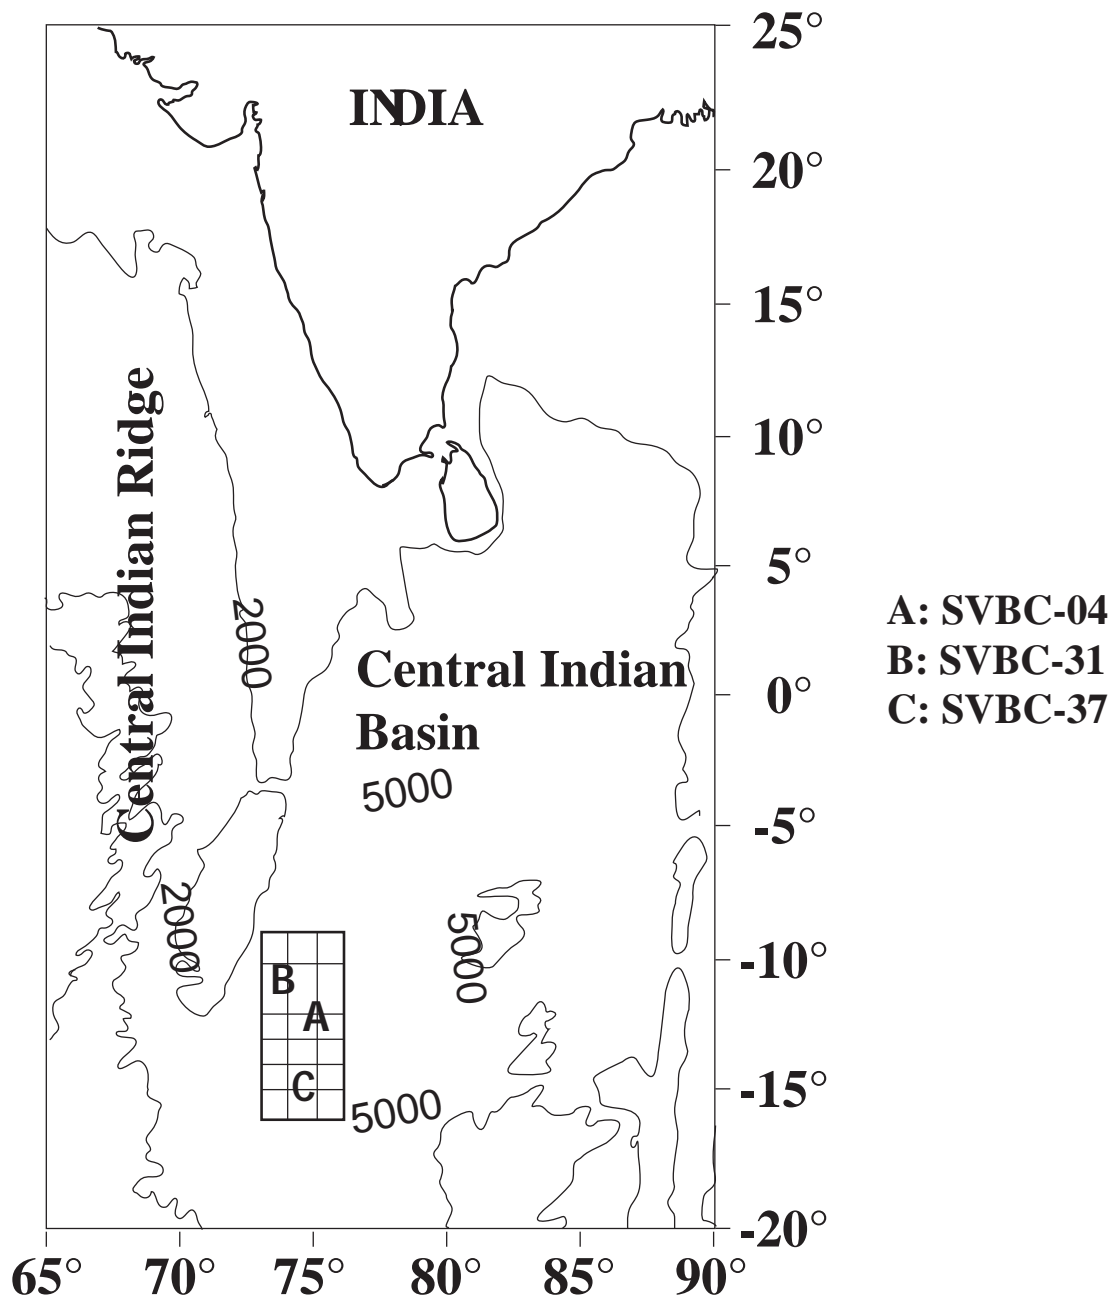 25°
INDIA
20°
15°
Central Indian Ridge
10°
5°
A: SVBC-04
2000
B: SVBC-31
Central Indian
0°
C: SVBC-37
Basin
5000
-5°
2000
5000
-10°
B
A
C
-15°
5000
-20°
65°
70°
75°
80°
85°
90°